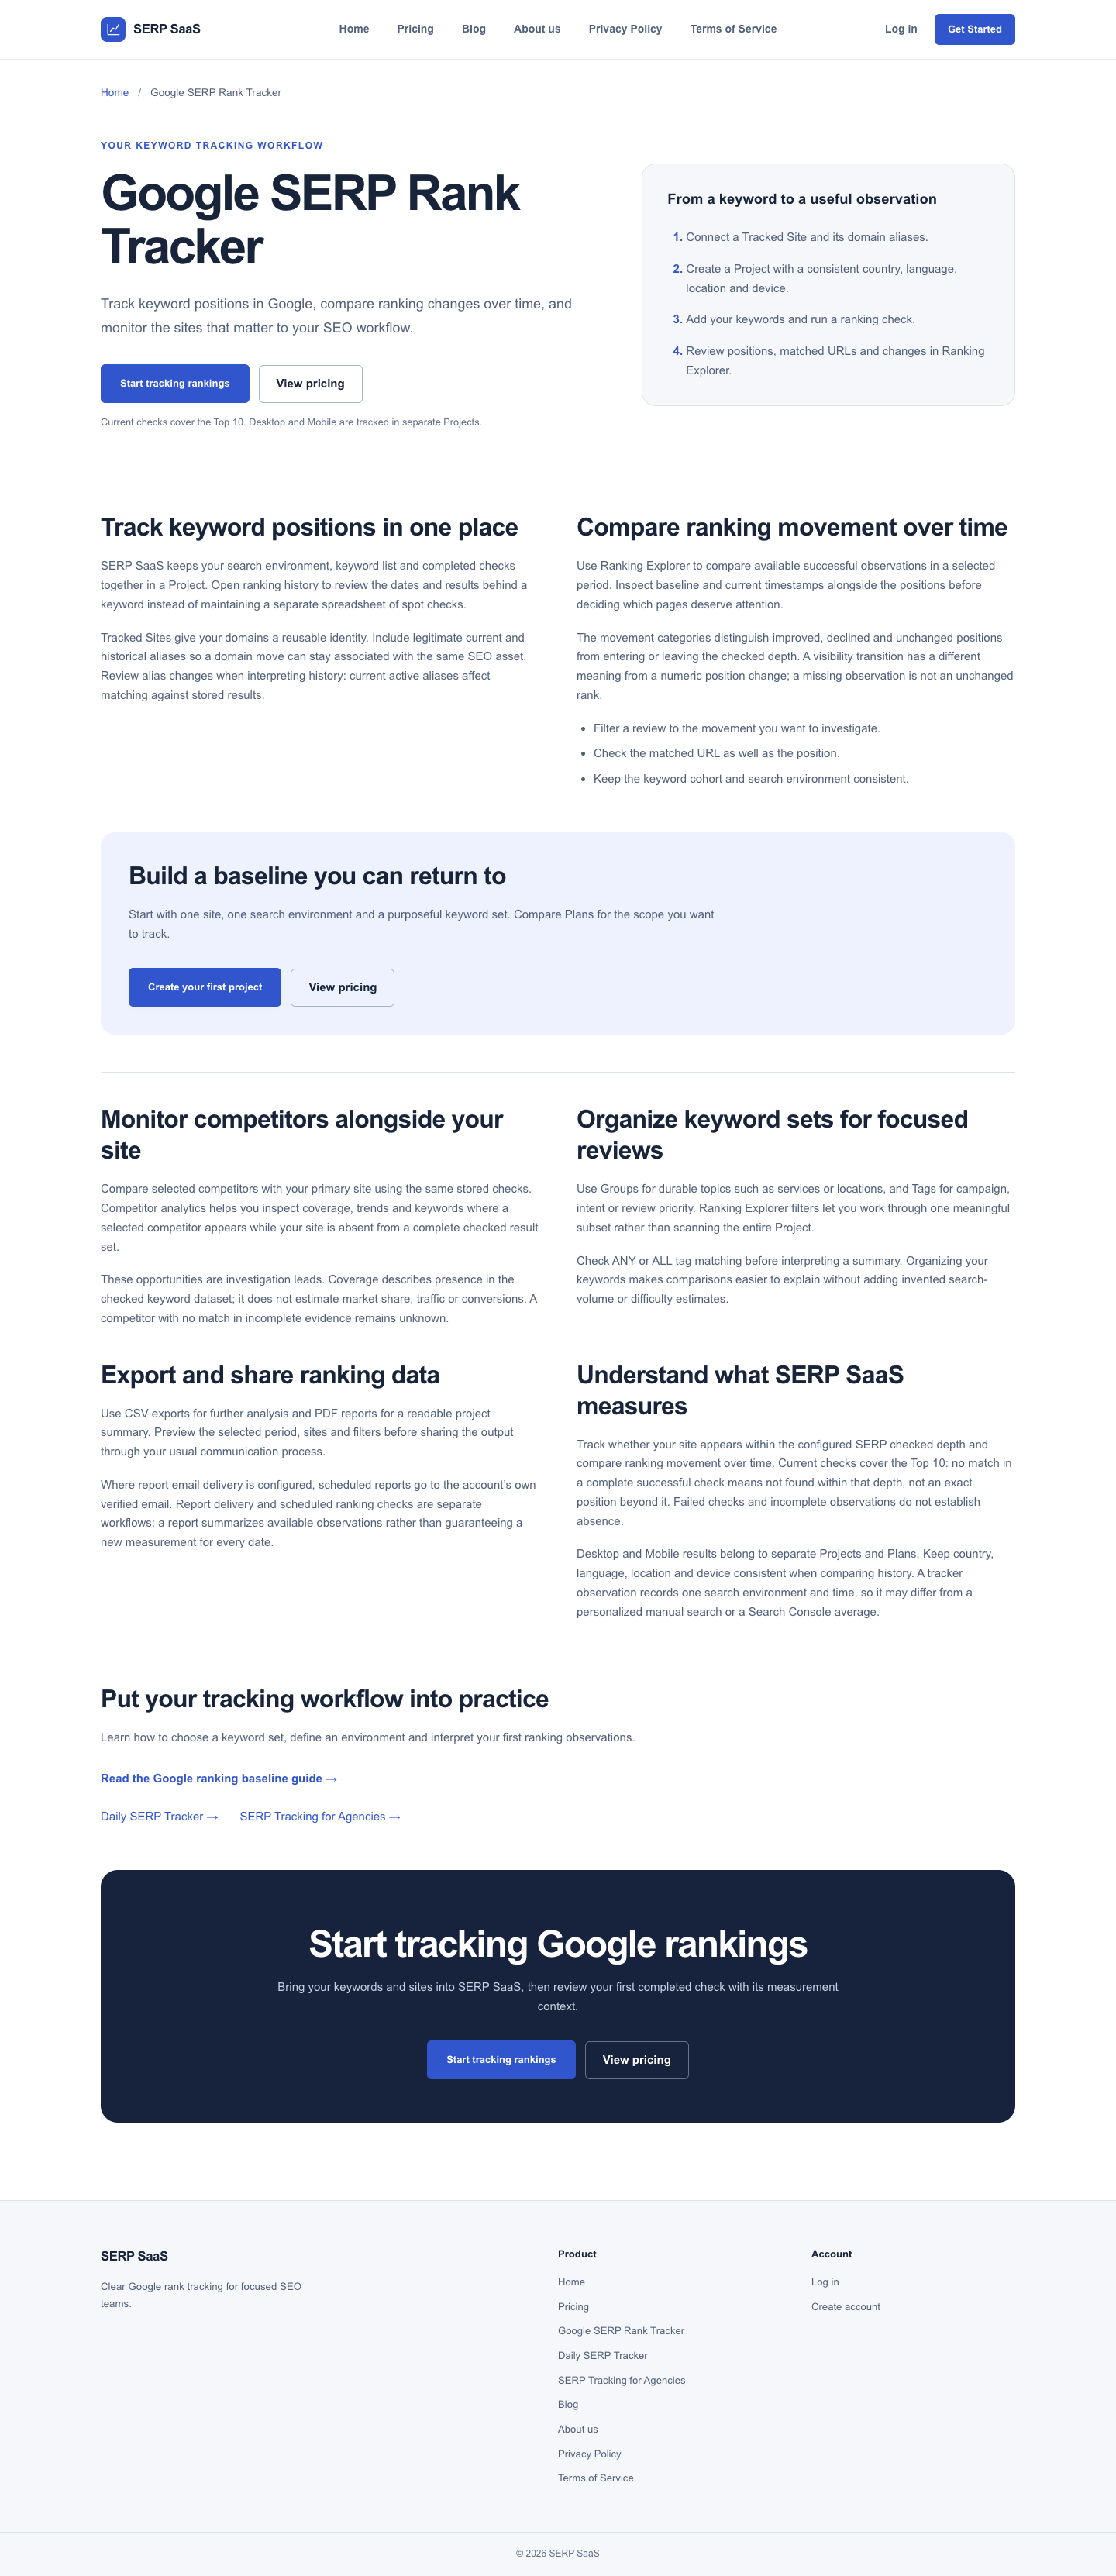 SERP SaaS
Home Pricing Blog About us Privacy Policy Terms of Service
Log in Get Started
Home / Google SERP Rank Tracker
YOUR KEYWORD TRACKING WORKFLOW
Google SERP Rank
Tracker
Track keyword positions in Google, compare ranking changes over time, and
monitor the sites that matter to your SEO workflow.
Start tracking rankings View pricing
Current checks cover the Top 10. Desktop and Mobile are tracked in separate Projects.
From a keyword to a useful observation
1. Connect a Tracked Site and its domain aliases.
2. Create a Project with a consistent country, language,
location and device.
3. Add your keywords and run a ranking check.
4. Review positions, matched URLs and changes in Ranking
Explorer.
Track keyword positions in one place
SERP SaaS keeps your search environment, keyword list and completed checks
together in a Project. Open ranking history to review the dates and results behind a
keyword instead of maintaining a separate spreadsheet of spot checks.
Tracked Sites give your domains a reusable identity. Include legitimate current and
historical aliases so a domain move can stay associated with the same SEO asset.
Review alias changes when interpreting history: current active aliases affect
matching against stored results.
Compare ranking movement over time
Use Ranking Explorer to compare available successful observations in a selected
period. Inspect baseline and current timestamps alongside the positions before
deciding which pages deserve attention.
The movement categories distinguish improved, declined and unchanged positions
from entering or leaving the checked depth. A visibility transition has a different
meaning from a numeric position change; a missing observation is not an unchanged
rank.
• Filter a review to the movement you want to investigate.
• Check the matched URL as well as the position.
• Keep the keyword cohort and search environment consistent.
Build a baseline you can return to
Start with one site, one search environment and a purposeful keyword set. Compare Plans for the scope you want
to track.
Create your first project View pricing
Monitor competitors alongside your
site
Compare selected competitors with your primary site using the same stored checks.
Competitor analytics helps you inspect coverage, trends and keywords where a
selected competitor appears while your site is absent from a complete checked result
set.
These opportunities are investigation leads. Coverage describes presence in the
checked keyword dataset; it does not estimate market share, traffic or conversions. A
competitor with no match in incomplete evidence remains unknown.
Organize keyword sets for focused
reviews
Use Groups for durable topics such as services or locations, and Tags for campaign,
intent or review priority. Ranking Explorer filters let you work through one meaningful
subset rather than scanning the entire Project.
Check ANY or ALL tag matching before interpreting a summary. Organizing your
keywords makes comparisons easier to explain without adding invented search-
volume or difficulty estimates.
Export and share ranking data
Use CSV exports for further analysis and PDF reports for a readable project
summary. Preview the selected period, sites and filters before sharing the output
through your usual communication process.
Where report email delivery is configured, scheduled reports go to the account’s own
verified email. Report delivery and scheduled ranking checks are separate
workflows; a report summarizes available observations rather than guaranteeing a
new measurement for every date.
Understand what SERP SaaS
measures
Track whether your site appears within the configured SERP checked depth and
compare ranking movement over time. Current checks cover the Top 10: no match in
a complete successful check means not found within that depth, not an exact
position beyond it. Failed checks and incomplete observations do not establish
absence.
Desktop and Mobile results belong to separate Projects and Plans. Keep country,
language, location and device consistent when comparing history. A tracker
observation records one search environment and time, so it may differ from a
personalized manual search or a Search Console average.
Put your tracking workflow into practice
Learn how to choose a keyword set, define an environment and interpret your first ranking observations.
Read the Google ranking baseline guide →
Daily SERP Tracker → SERP Tracking for Agencies →
Start tracking Google rankings
Bring your keywords and sites into SERP SaaS, then review your first completed check with its measurement
context.
Start tracking rankings View pricing
SERP SaaS
Clear Google rank tracking for focused SEO
teams.
Product
Home
Pricing
Google SERP Rank Tracker
Daily SERP Tracker
SERP Tracking for Agencies
Blog
About us
Privacy Policy
Terms of Service
Account
Log in
Create account
© 2026 SERP SaaS